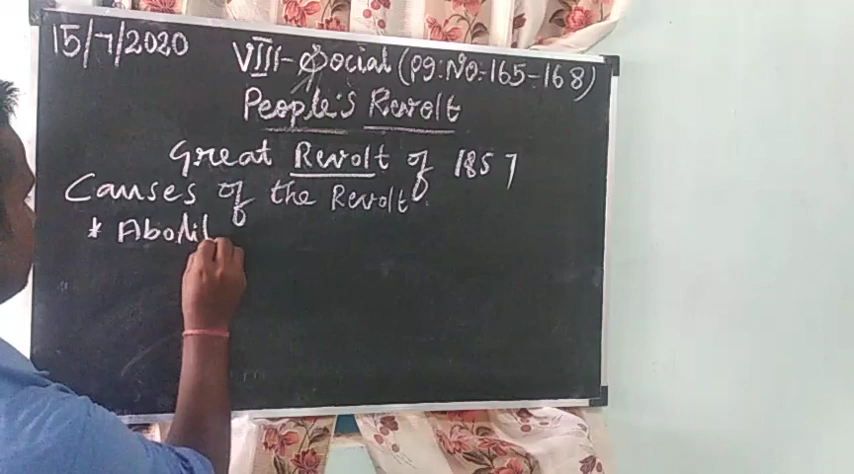 15/7/2020
VIII-Social (Pg:No:-165-168)
People's Revolt
Great Revolt of 1857
Causes of the Revolt
* Abolit